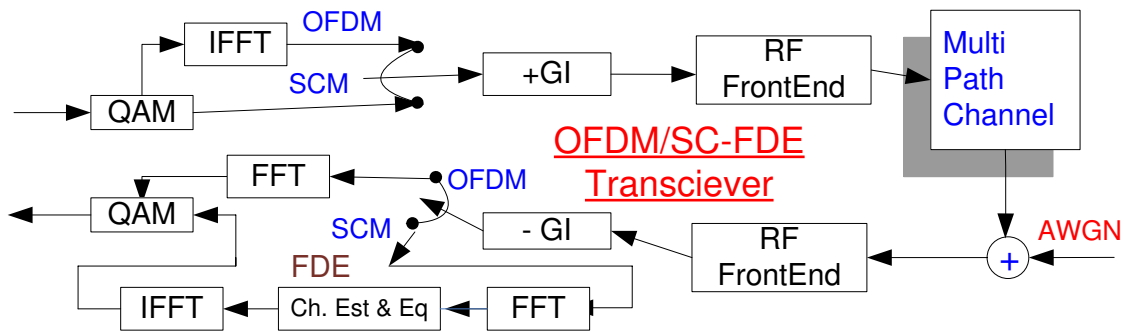 OFDM
IFFT
SCM
QAM
+GI
RF
FrontEnd
Multi
Path
Channel
OFDM/SC-FDE
Transciever
FFT
OFDM
QAM
SCM
- GI
RF
FrontEnd
AWGN
+
FDE
IFFT
Ch. Est & Eq
FFT